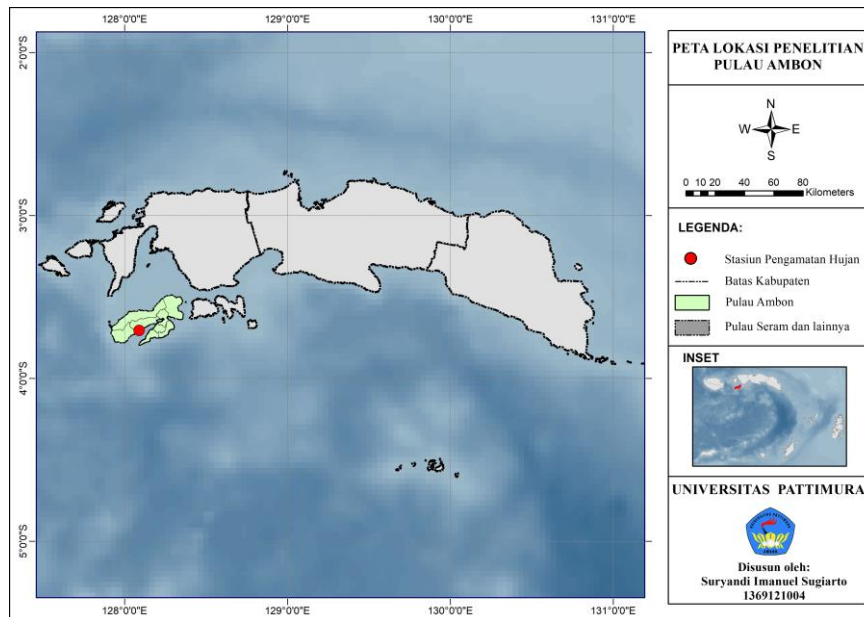 128°0'0"E 129°0'0"E 130°0'0"E 131°0'0"E
2°0'0"S
3°0'0"S
4°0'0"S
5°0'0"S
128°0'0"E 129°0'0"E 130°0'0"E 131°0'0"E
PETA LOKASI PENELITIAN
PULAU AMBON
N
W E
S
0 10 20 40 60 80
Kilometers
LEGENDA:
Stasiun Pengamatan Hujan
Batas Kabupaten
Pulau Ambon
Pulau Seram dan lainnya
INSET
UNIVERSITAS PATTIMURA
Disusun oleh:
Suryandi Imanuel Sugiarto
1369121004